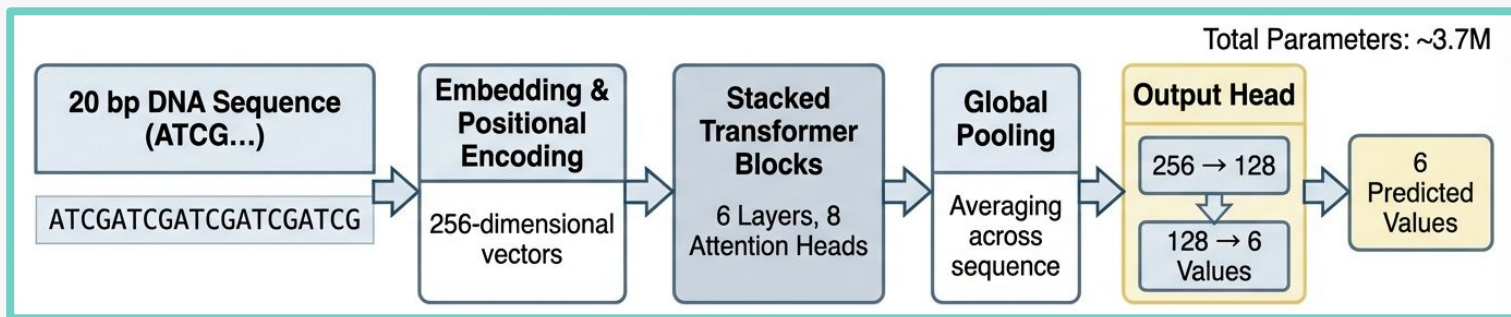 Total Parameters: ~3.7M
20 bp DNA Sequence
(ATCG...)
ATCGATCGATCGATCGATCG
Embedding &
Positional
Encoding
256-dimensional
vectors
Stacked
Transformer
Blocks
6 Layers, 8
Attention Heads
Global
Pooling
Averaging
across
sequence
Output Head
256 → 128
128 → 6
Values
6
Predicted
Values